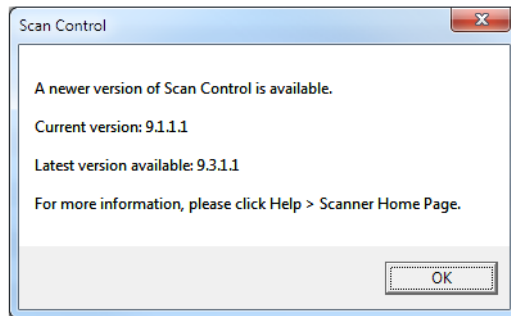 Scan Control
A newer version of Scan Control is available.
Current version: 9.1.1.1
Latest version available: 9.3.1.1
For more information, please click Help > Scanner Home Page.
OK